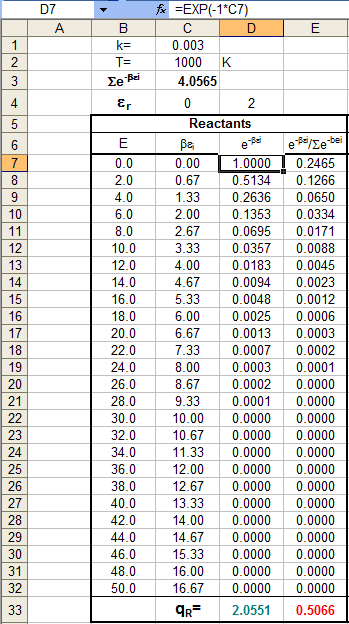 D7 fx =EXP(-1*C7)
A B C D E
1 k= 0.003
2 T= 1000 K
3 Σe⁻ᵝᵉⁱ 4.0565
4 εr 0 2
5 Reactants
6 E βεᵢ e⁻ᵝᵉⁱ e⁻ᵝᵉⁱ/Σe⁻ᵇᵉⁱ
7 0.0 0.00 1.0000 0.2465
8 2.0 0.67 0.5134 0.1266
9 4.0 1.33 0.2636 0.0650
10 6.0 2.00 0.1353 0.0334
11 8.0 2.67 0.0695 0.0171
12 10.0 3.33 0.0357 0.0088
13 12.0 4.00 0.0183 0.0045
14 14.0 4.67 0.0094 0.0023
15 16.0 5.33 0.0048 0.0012
16 18.0 6.00 0.0025 0.0006
17 20.0 6.67 0.0013 0.0003
18 22.0 7.33 0.0007 0.0002
19 24.0 8.00 0.0003 0.0001
20 26.0 8.67 0.0002 0.0000
21 28.0 9.33 0.0001 0.0000
22 30.0 10.00 0.0000 0.0000
23 32.0 10.67 0.0000 0.0000
24 34.0 11.33 0.0000 0.0000
25 36.0 12.00 0.0000 0.0000
26 38.0 12.67 0.0000 0.0000
27 40.0 13.33 0.0000 0.0000
28 42.0 14.00 0.0000 0.0000
29 44.0 14.67 0.0000 0.0000
30 46.0 15.33 0.0000 0.0000
31 48.0 16.00 0.0000 0.0000
32 50.0 16.67 0.0000 0.0000
33 qR= 2.0551 0.5066